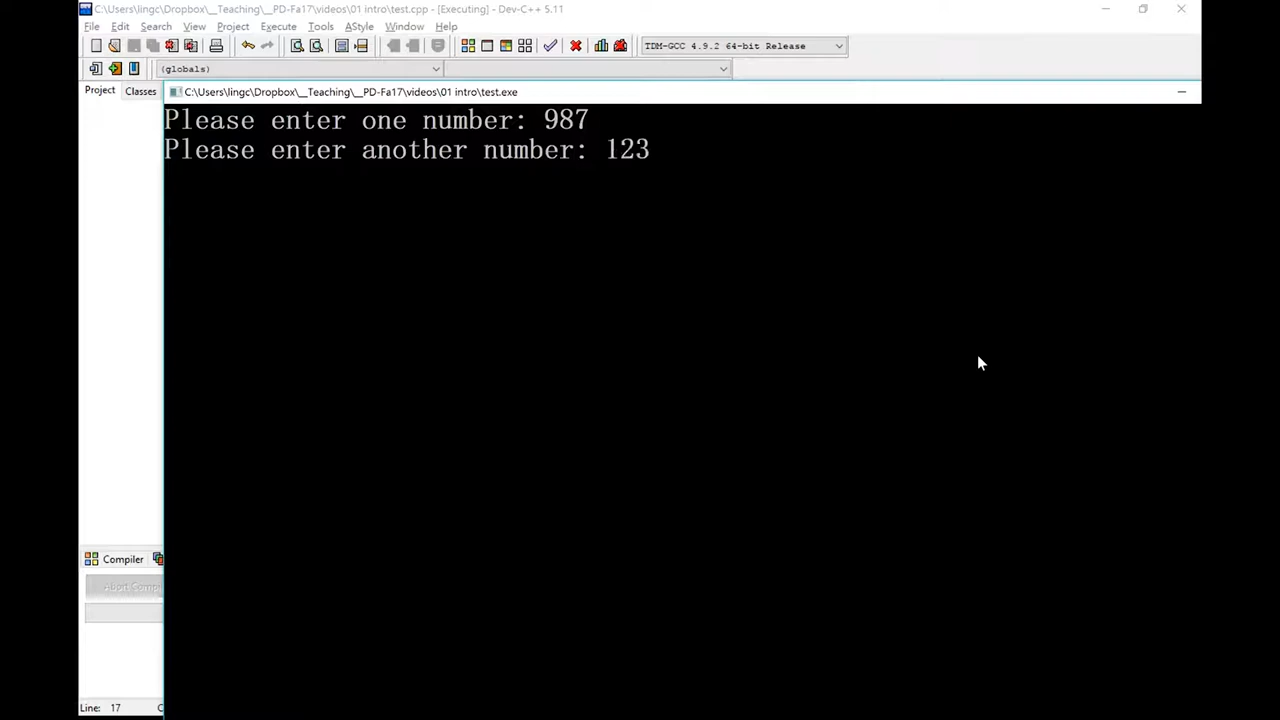 C:\Users\lingc\Dropbox\__Teaching\__PD-Fa17\videos\01 intro\test.cpp - [Executing] - Dev-C++ 5.11
File Edit Search View Project Execute Tools AStyle Window Help
TDM-GCC 4.9.2 64-bit Release
(globals)
Project Classes
C:\Users\lingc\Dropbox\__Teaching\__PD-Fa17\videos\01 intro\test.exe
Please enter one number: 987
Please enter another number: 123
Compiler
Line: 17